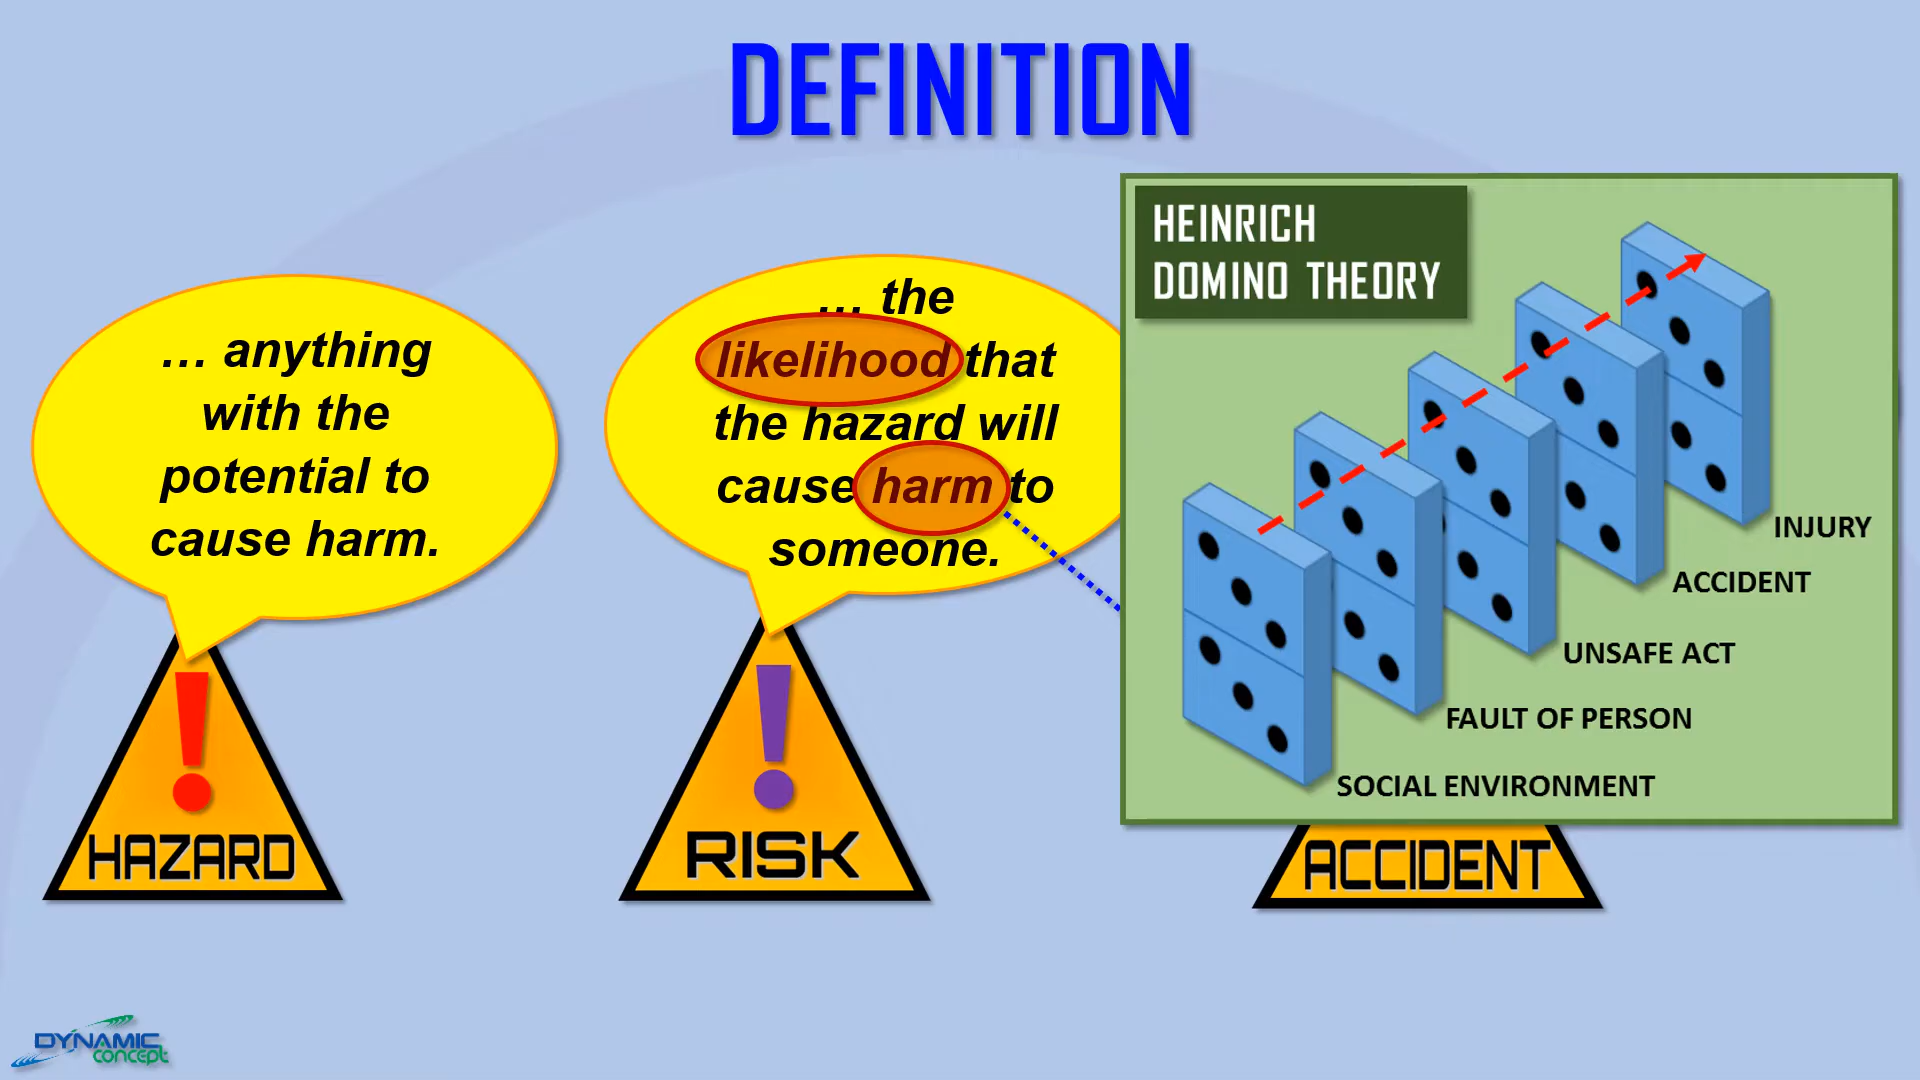 DEFINITION
… anything
with the
potential to
cause harm.
HAZARD
… the
likelihood that
the hazard will
cause harm to
someone.
RISK
HEINRICH
DOMINO THEORY
INJURY
ACCIDENT
UNSAFE ACT
FAULT OF PERSON
SOCIAL ENVIRONMENT
ACCIDENT
DYNAMIC
concept